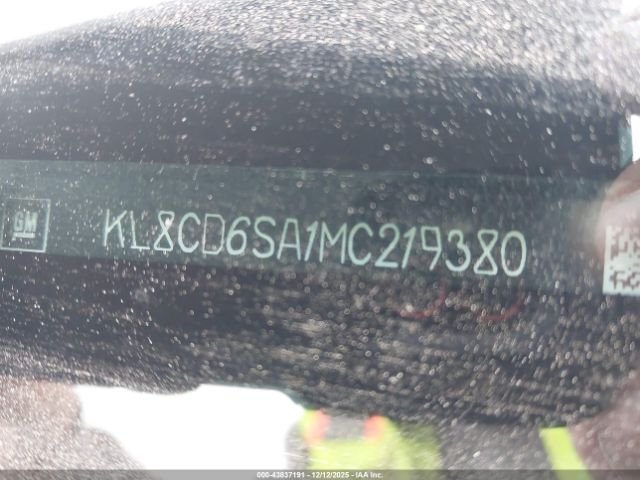 GM
KL8CD6SA1MC219380
000-43837191 - 12/12/2025 - IAA Inc.